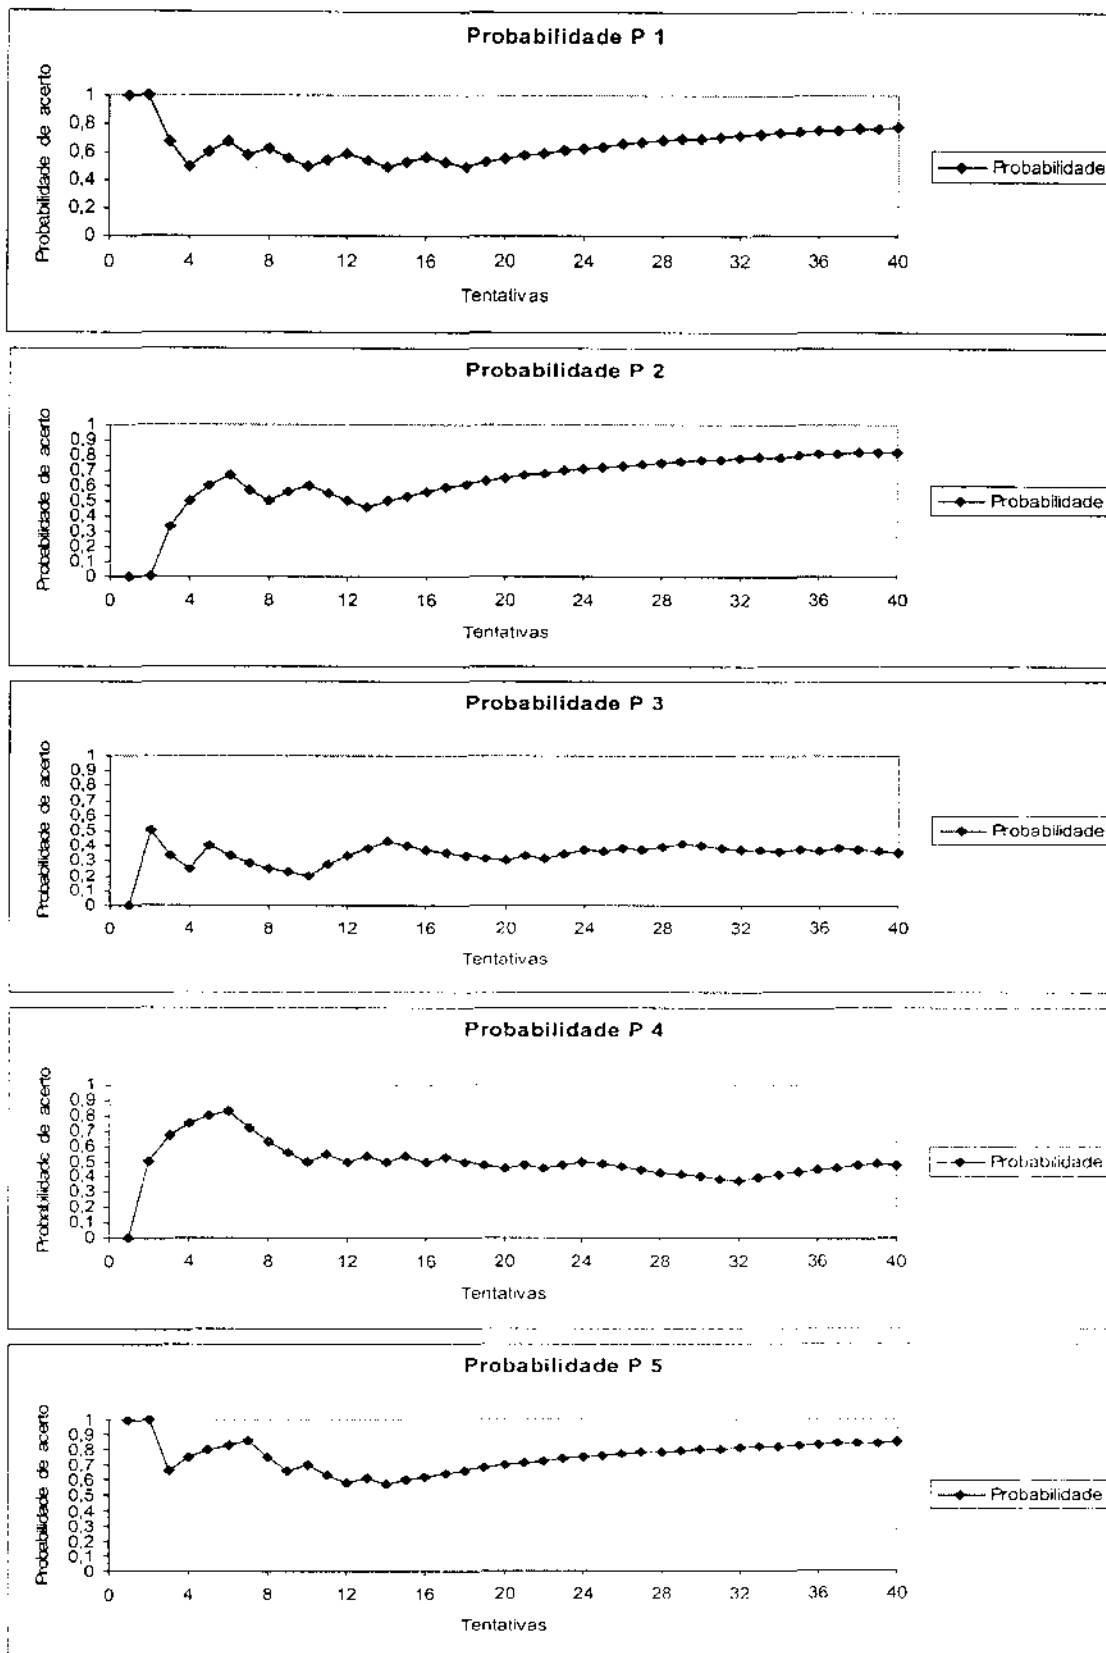 Probabilidade P 1
Probabilidade de acerto
1
0,8
0,6
0,4
0,2
0
0 4 8 12 16 20 24 28 32 36 40
Tentativas
Probabilidade
Probabilidade P 2
Probabilidade de acerto
1
0,9
0,8
0,7
0,6
0,5
0,4
0,3
0,2
0,1
0
0 4 8 12 16 20 24 28 32 36 40
Tentativas
Probabilidade
Probabilidade P 3
Probabilidade de acerto
1
0,9
0,8
0,7
0,6
0,5
0,4
0,3
0,2
0,1
0
0 4 8 12 16 20 24 28 32 36 40
Tentativas
Probabilidade
Probabilidade P 4
Probabilidade de acerto
1
0,9
0,8
0,7
0,6
0,5
0,4
0,3
0,2
0,1
0
0 4 8 12 16 20 24 28 32 36 40
Tentativas
Probabilidade
Probabilidade P 5
Probabilidade de acerto
1
0,9
0,8
0,7
0,6
0,5
0,4
0,3
0,2
0,1
0
0 4 8 12 16 20 24 28 32 36 40
Tentativas
Probabilidade